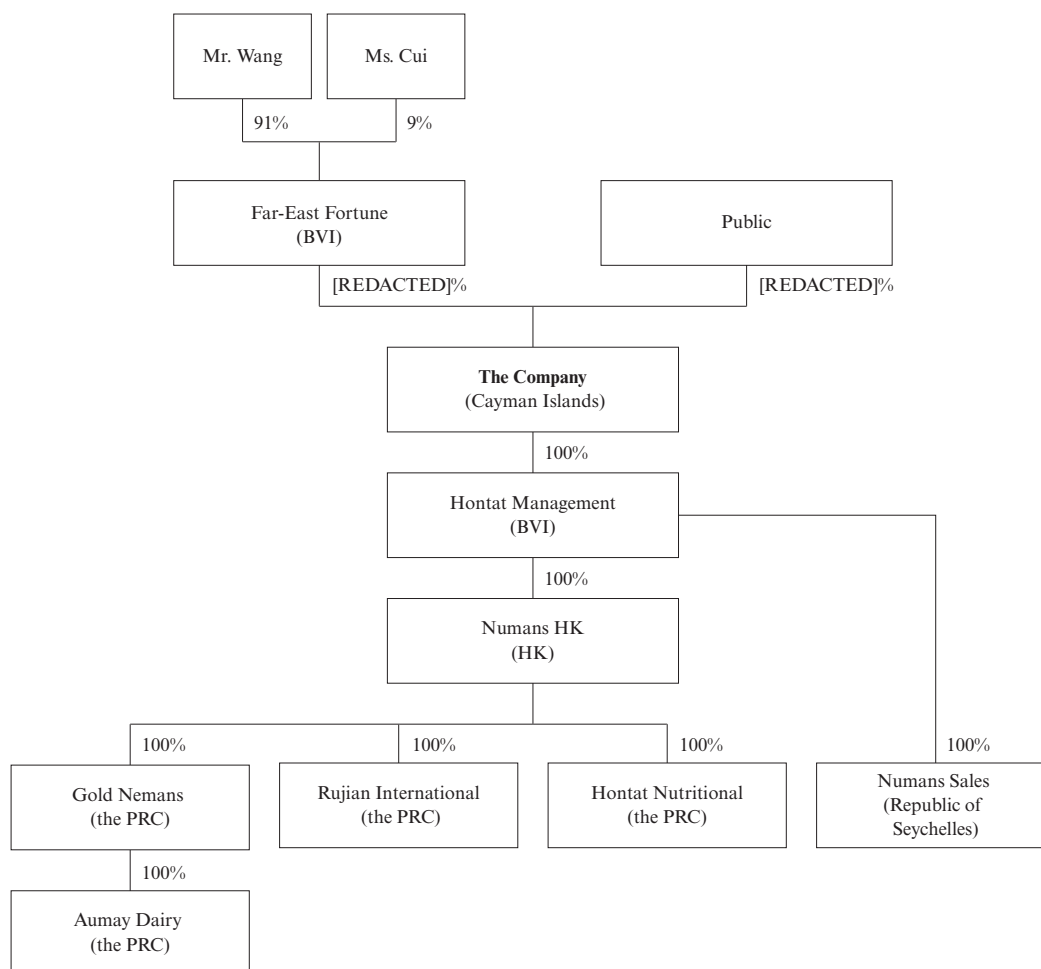 Mr. Wang
Ms. Cui
91%
9%
Far-East Fortune
(BVI)
Public
[REDACTED]%
[REDACTED]%
The Company
(Cayman Islands)
100%
Hontat Management
(BVI)
100%
Numans HK
(HK)
100%
100%
100%
100%
Gold Nemans
(the PRC)
Rujian International
(the PRC)
Hontat Nutritional
(the PRC)
Numans Sales
(Republic of
Seychelles)
100%
Aumay Dairy
(the PRC)